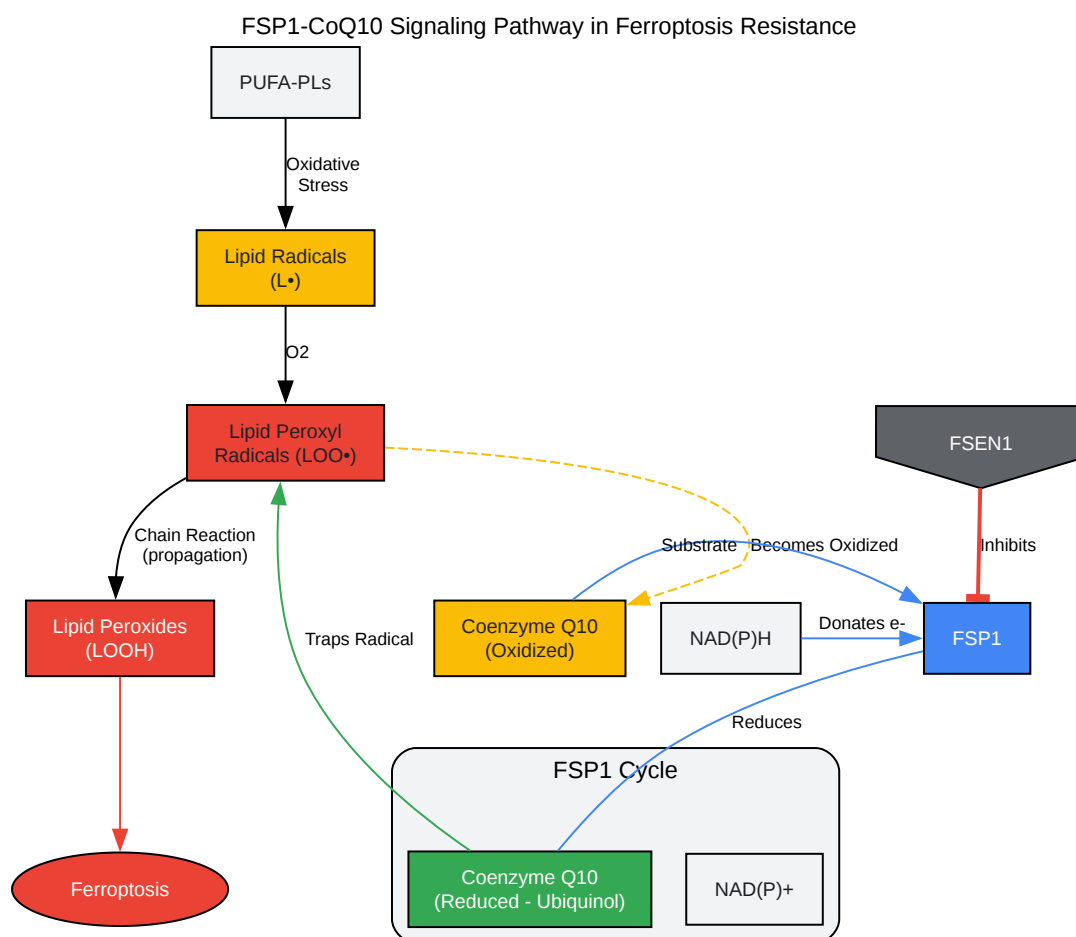 FSP1-CoQ10 Signaling Pathway in Ferroptosis Resistance
PUFA-PLs
Oxidative
Stress
Lipid Radicals
(L•)
O2
Lipid Peroxyl
Radicals (LOO•)
FSEN1
Chain Reaction
(propagation)
Substrate
Becomes Oxidized
Inhibits
Lipid Peroxides
(LOOH)
Traps Radical
Coenzyme Q10
(Oxidized)
NAD(P)H
Donates e-
FSP1
Reduces
FSP1 Cycle
Ferroptosis
Coenzyme Q10
(Reduced - Ubiquinol)
NAD(P)+